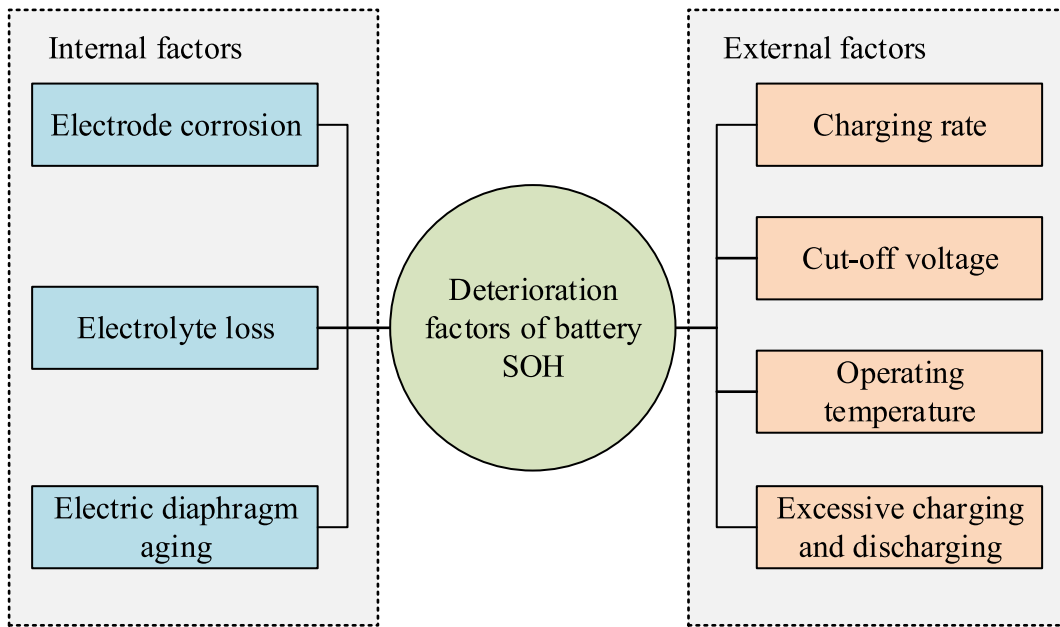 Internal factors
Electrode corrosion
Electrolyte loss
Electric diaphragm
aging
Deterioration
factors of battery
SOH
External factors
Charging rate
Cut-off voltage
Operating
temperature
Excessive charging
and discharging